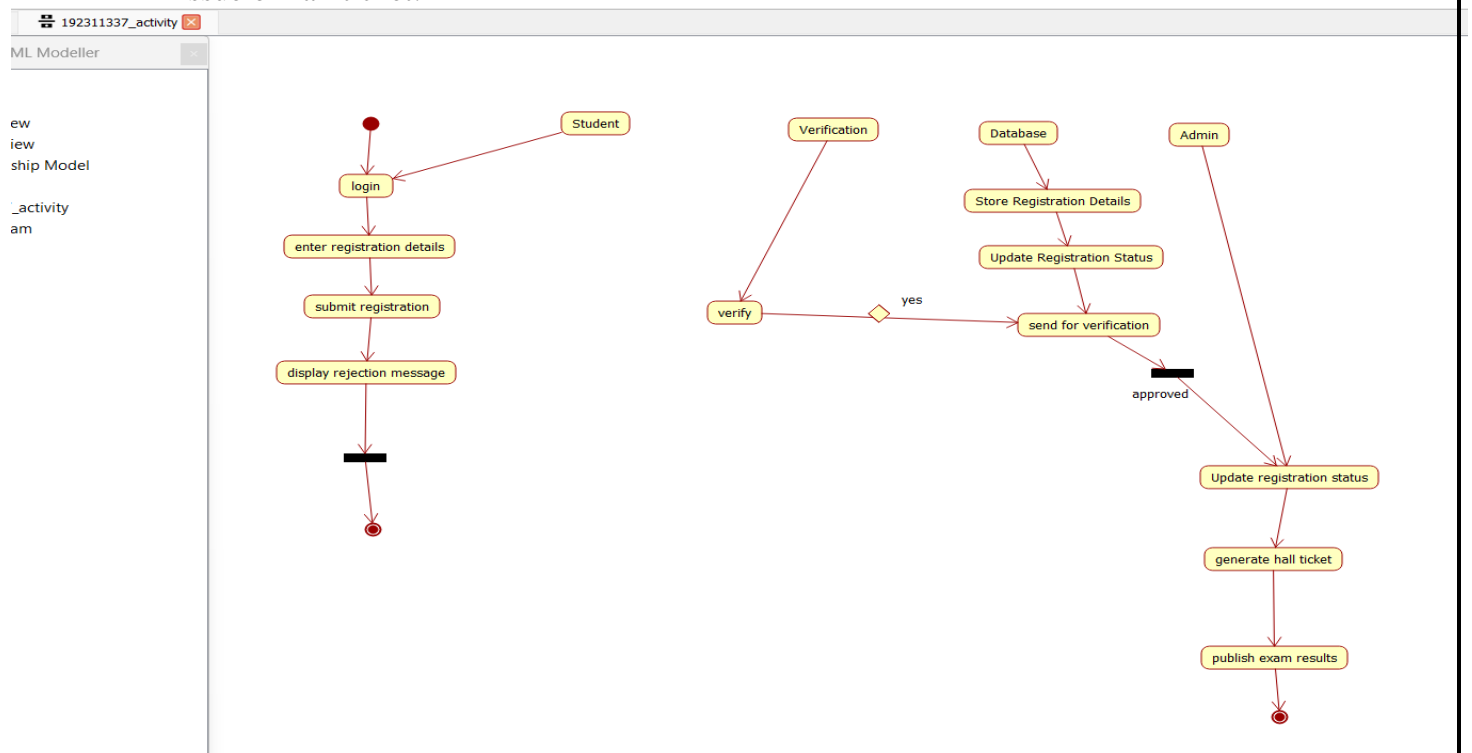 192311337_activity
ML Modeller
ew
iew
ship Model
_activity
am
Student
login
enter registration details
submit registration
display rejection message
Verification
verify
yes
Database
Store Registration Details
Update Registration Status
send for verification
approved
Admin
Update registration status
generate hall ticket
publish exam results